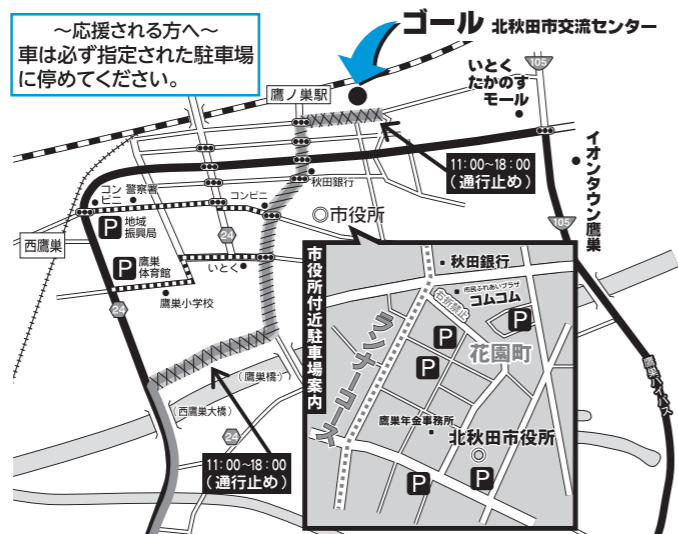 ～応援される方へ～
車は必ず指定された駐車場
に停めてください。
ゴール 北秋田市交流センター
鷹ノ巣駅
いとく
たかのす
モール
105
イオンタウン鷹巣
11:00～18:00
（通行止め）
秋田銀行
コン
ビニ
警察署
コンビニ
◎市役所
P 地域
振興局
24
105
西鷹巣
P 鷹巣
体育館
いとく
鷹巣小学校
24
（鷹巣橋）
（西鷹巣大橋）
24
11:00～18:00
（通行止め）
鷹巣バイパス
市役所付近駐車場案内
秋田銀行
市民ふれあいプラザ
コムコム
右折禁止
P
P
P
花園町
ランナーコース
鷹巣年金事務所
北秋田市役所
P
P